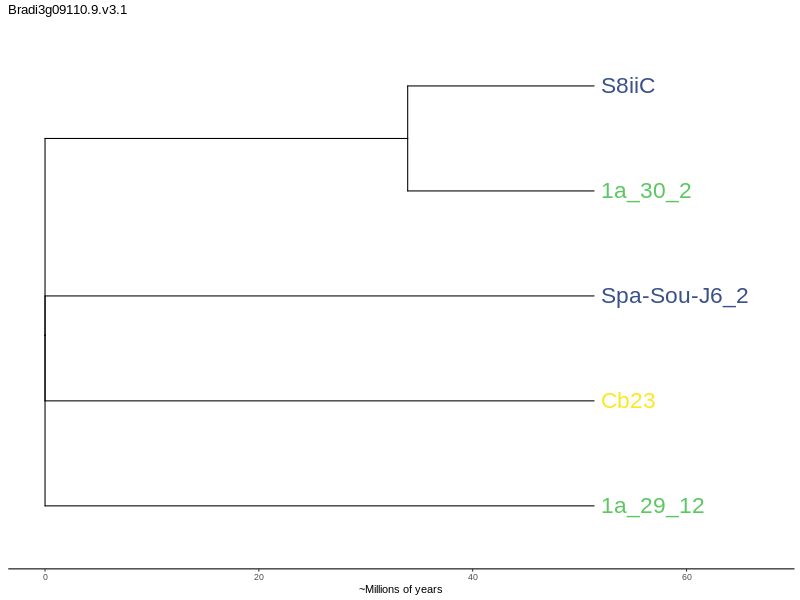 Bradi3g09110.9.v3.1
S8iiC
1a_30_2
Spa-Sou-J6_2
Cb23
1a_29_12
0 20 40 60
~Millions of years